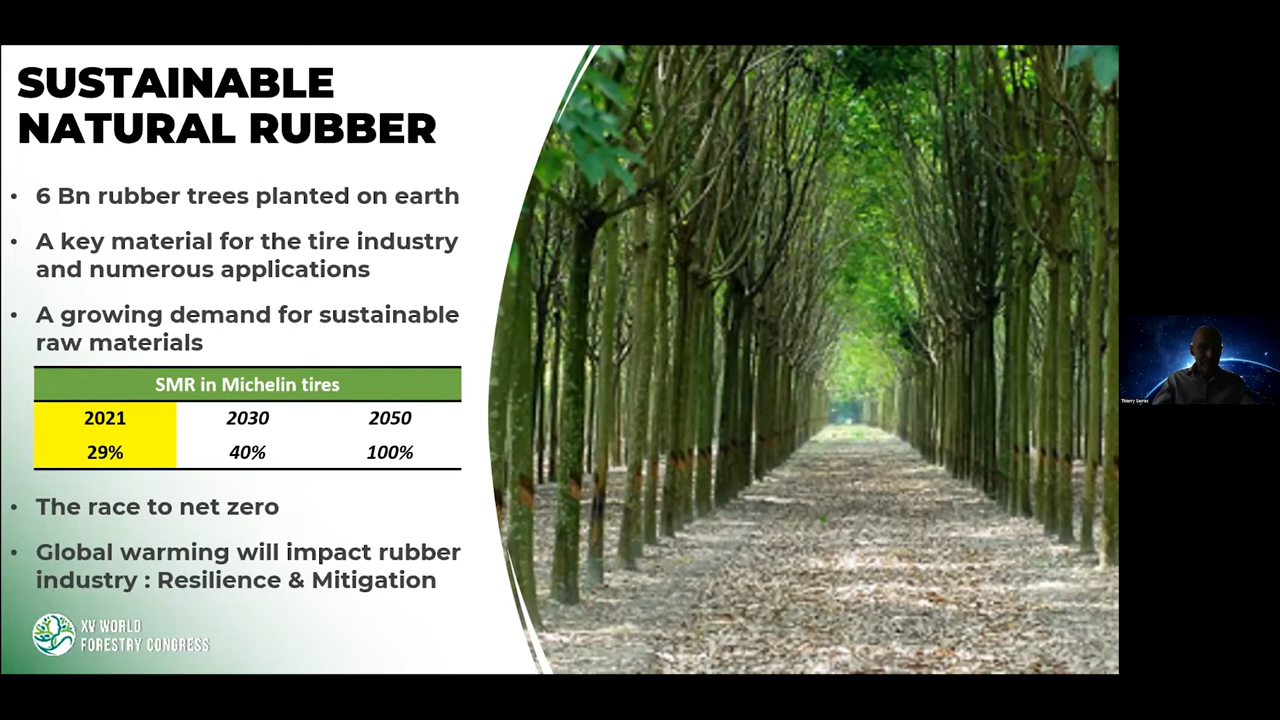 SUSTAINABLE
NATURAL RUBBER
• 6 Bn rubber trees planted on earth
• A key material for the tire industry
and numerous applications
• A growing demand for sustainable
raw materials
SMR in Michelin tires
2021 2030 2050
29% 40% 100%
• The race to net zero
• Global warming will impact rubber
industry : Resilience & Mitigation
XV WORLD
FORESTRY CONGRESS
Thierry Serres